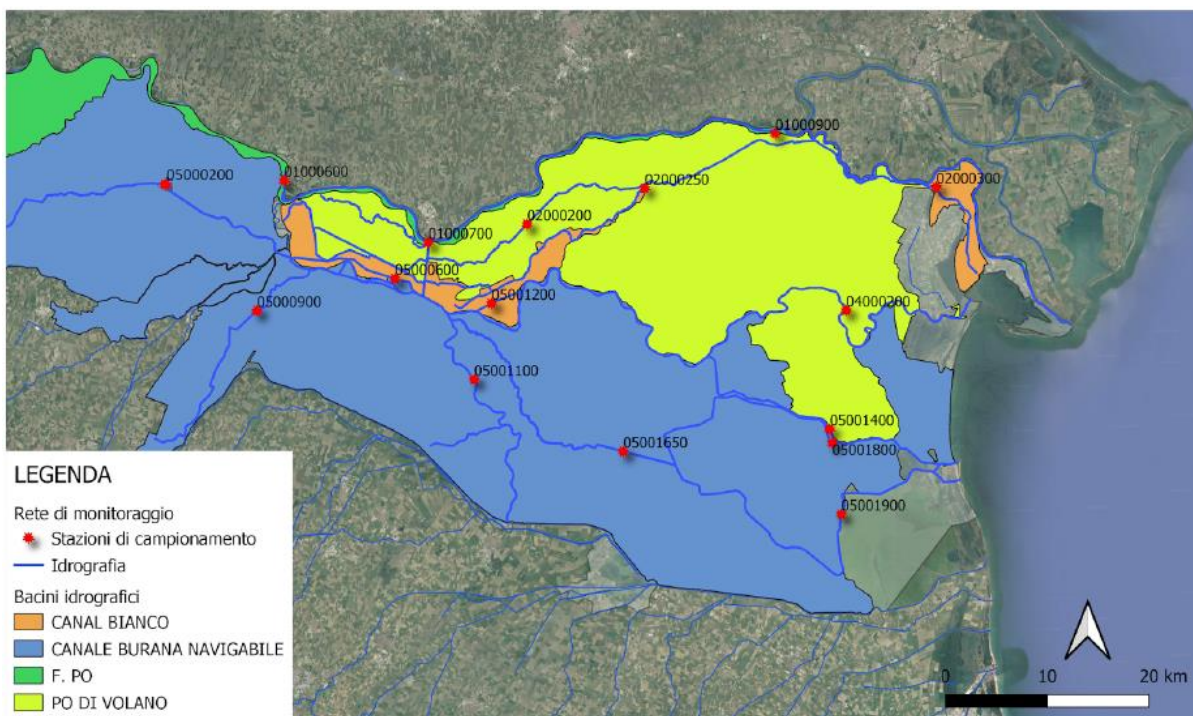 01000900
05000200
01000600
02000250
02000300
02000200
01000700
05000600
05001200
05000900
04000200
05001100
05001400
05001650
05001800
05001900
LEGENDA
Rete di monitoraggio
Stazioni di campionamento
Idrografia
Bacini idrografici
CANAL BIANCO
CANALE BURANA NAVIGABILE
F. PO
PO DI VOLANO
0 10 20 km